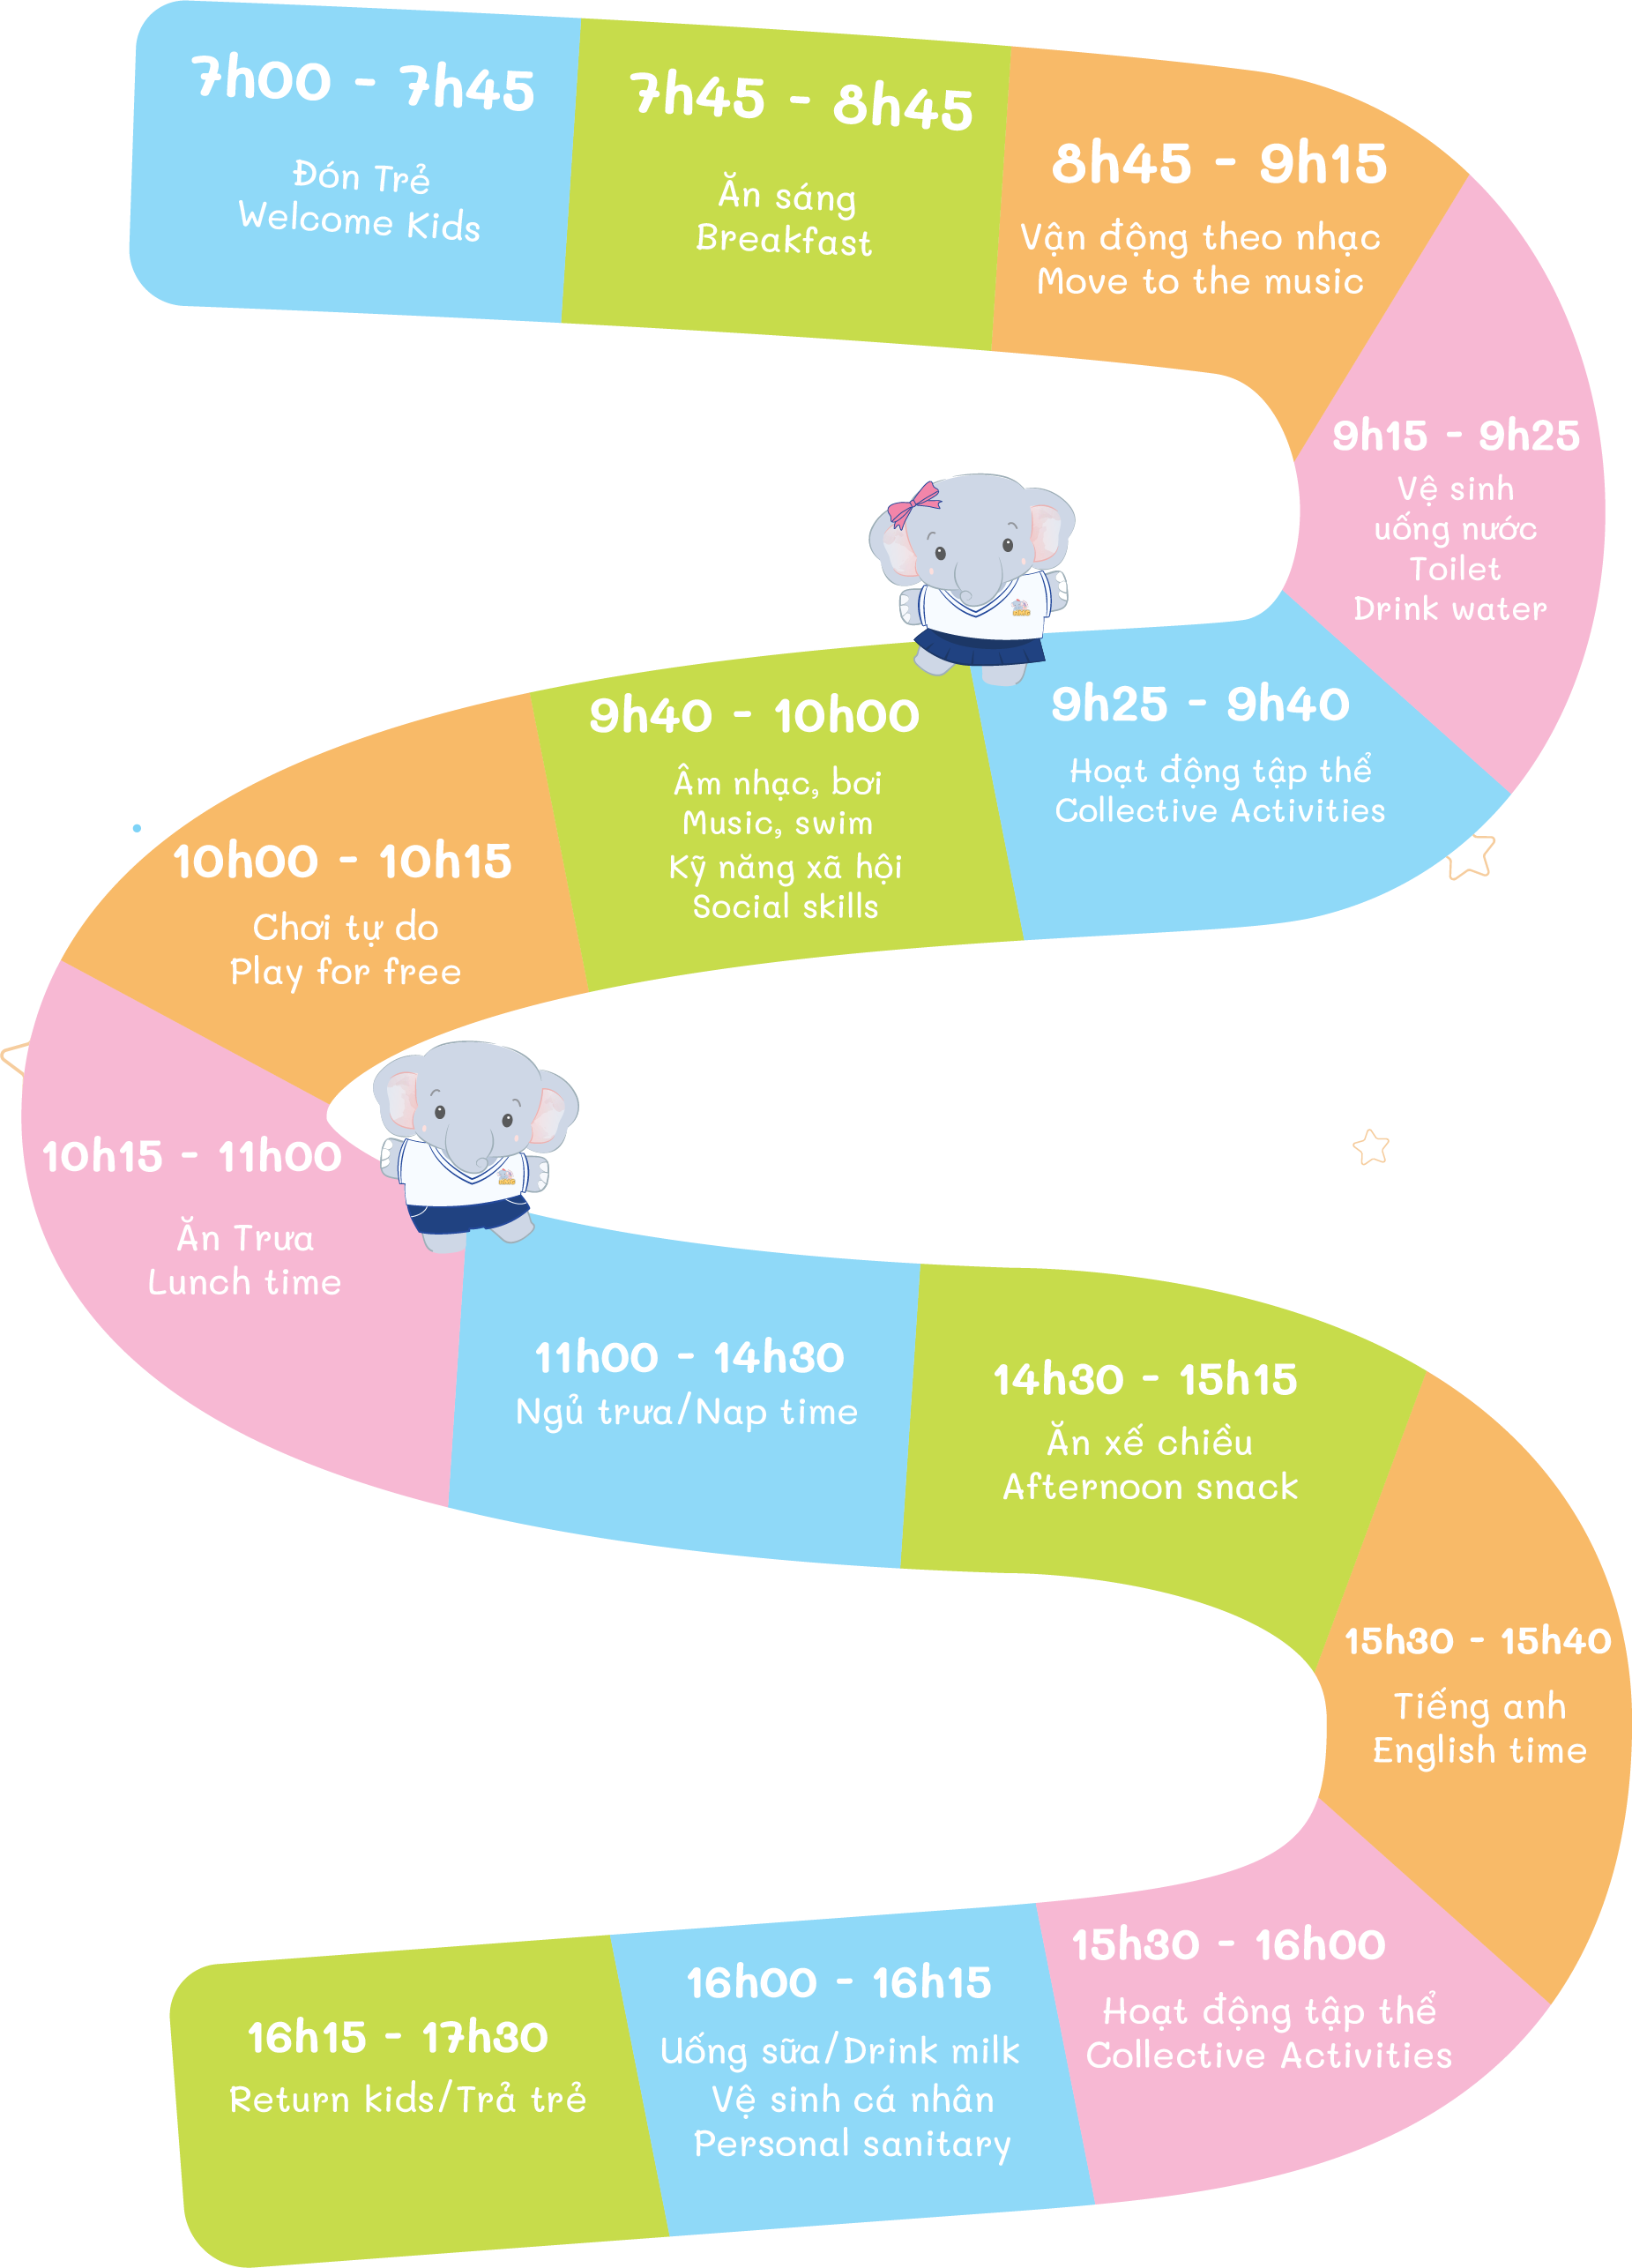 7h00 - 7h45
Đón Trẻ
Welcome Kids
7h45 - 8h45
Ăn sáng
Breakfast
8h45 - 9h15
Vận động theo nhạc
Move to the music
9h15 - 9h25
Vệ sinh
uống nước
Toilet
Drink water
9h25 - 9h40
Hoạt động tập thể
Collective Activities
9h40 - 10h00
Âm nhạc, bơi
Music, swim
Kỹ năng xã hội
Social skills
10h00 - 10h15
Chơi tự do
Play for free
10h15 - 11h00
Ăn Trưa
Lunch time
11h00 - 14h30
Ngủ trưa/Nap time
14h30 - 15h15
Ăn xế chiều
Afternoon snack
15h30 - 15h40
Tiếng anh
English time
15h30 - 16h00
Hoạt động tập thể
Collective Activities
16h00 - 16h15
Uống sữa/Drink milk
Vệ sinh cá nhân
Personal sanitary
16h15 - 17h30
Return kids/Trả trẻ